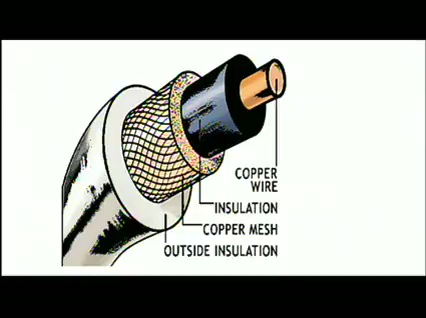 COPPER
WIRE
INSULATION
COPPER MESH
OUTSIDE INSULATION